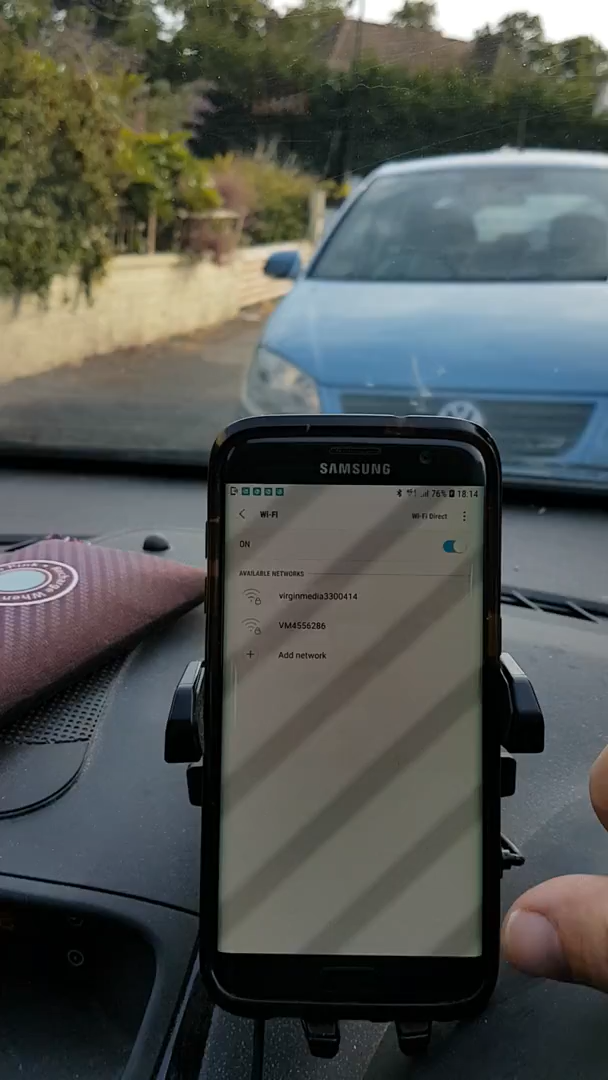 SAMSUNG
76% 18:14
WI-FI
WI-FI DIRECT
ON
AVAILABLE NETWORKS
virginmedia3300414
VM4556286
Add network